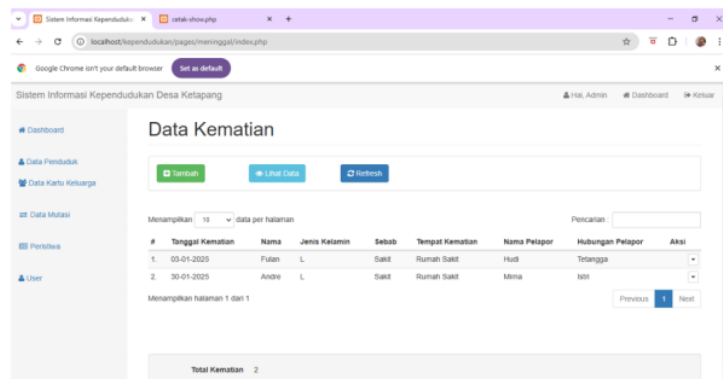 Sistem Informasi Kependuduk
cetak-show.php
localhost/kependudukan/pages/meninggal/index.php
Google Chrome isn't your default browser Set as default
Sistem Informasi Kependudukan Desa Ketapang Hai, Admin Dashboard Keluar
Dashboard
Data Penduduk
Data Kartu Keluarga
Data Mutasi
Peristiwa
User
Data Kematian
Tambah Lihat Data Refresh
Menampilkan 10 data per halaman Pencarian :
# Tanggal Kematian Nama Jenis Kelamin Sebab Tempat Kematian Nama Pelapor Hubungan Pelapor Aksi
1. 03-01-2025 Fulan L Sakit Rumah Sakit Hudi Tetangga
2. 30-01-2025 Andre L Sakit Rumah Sakit Mirna Istri
Menampilkan halaman 1 dari 1 Previous 1 Next
Total Kematian 2